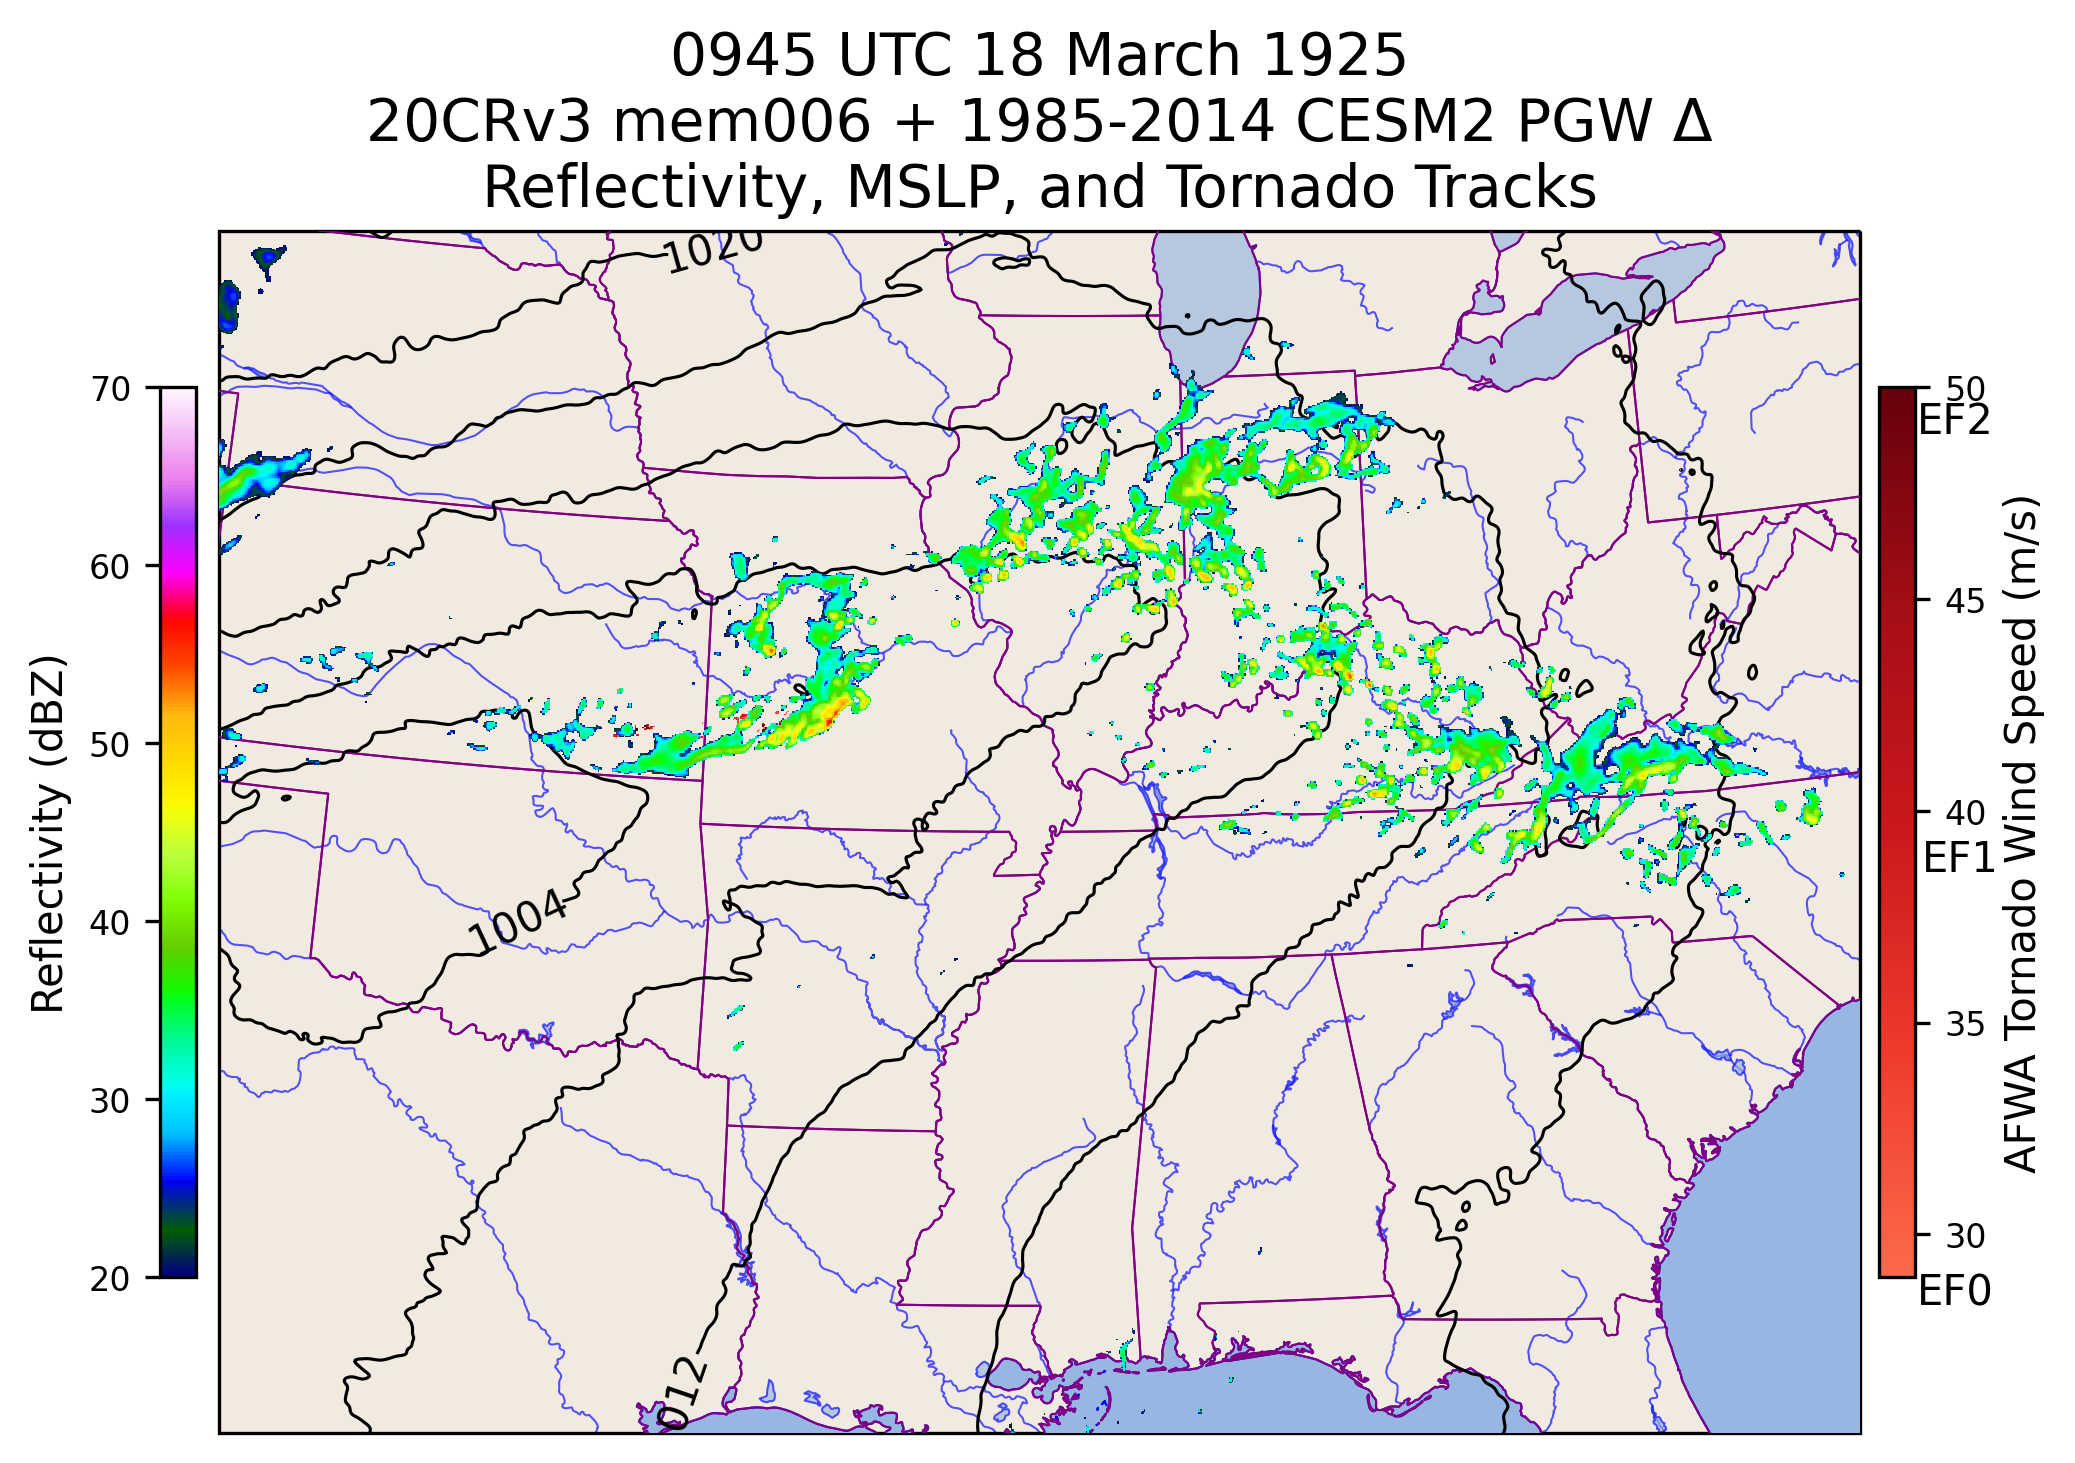 0945 UTC 18 March 1925
20CRv3 mem006 + 1985-2014 CESM2 PGW Δ
Reflectivity, MSLP, and Tornado Tracks
1020
1004
012
70
60
50
40
30
20
Reflectivity (dBZ)
50
EF2
45
40
EF1
35
30
EF0
AFWA Tornado Wind Speed (m/s)